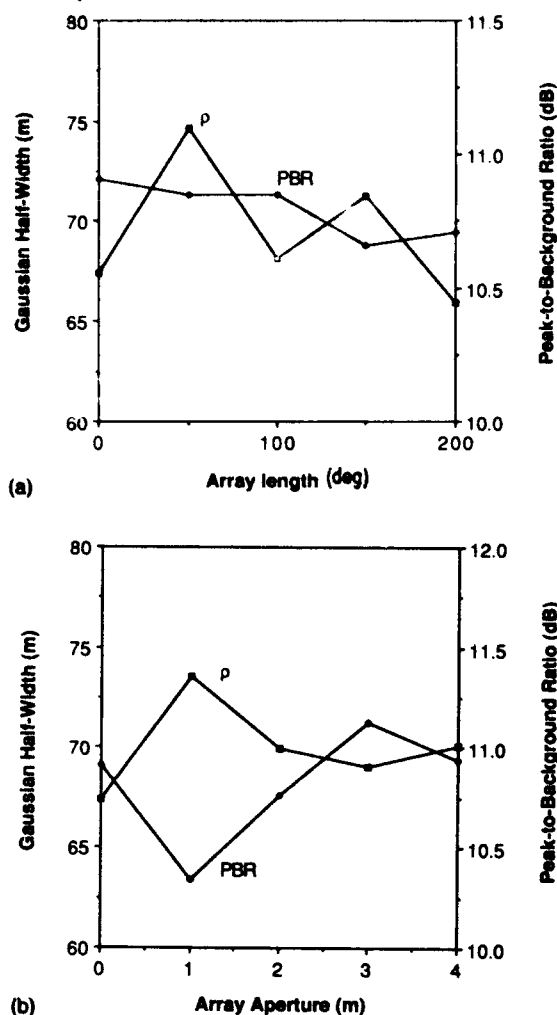 80
75
70
65
60
Gaussian Half-Width (m)
ρ
PBR
11.5
11.0
10.5
10.0
Peak-to-Background Ratio (dB)
0
100
200
Array length (deg)
(a)
80
75
70
65
60
Gaussian Half-Width (m)
ρ
PBR
12.0
11.5
11.0
10.5
10.0
Peak-to-Background Ratio (dB)
0
1
2
3
4
Array Aperture (m)
(b)